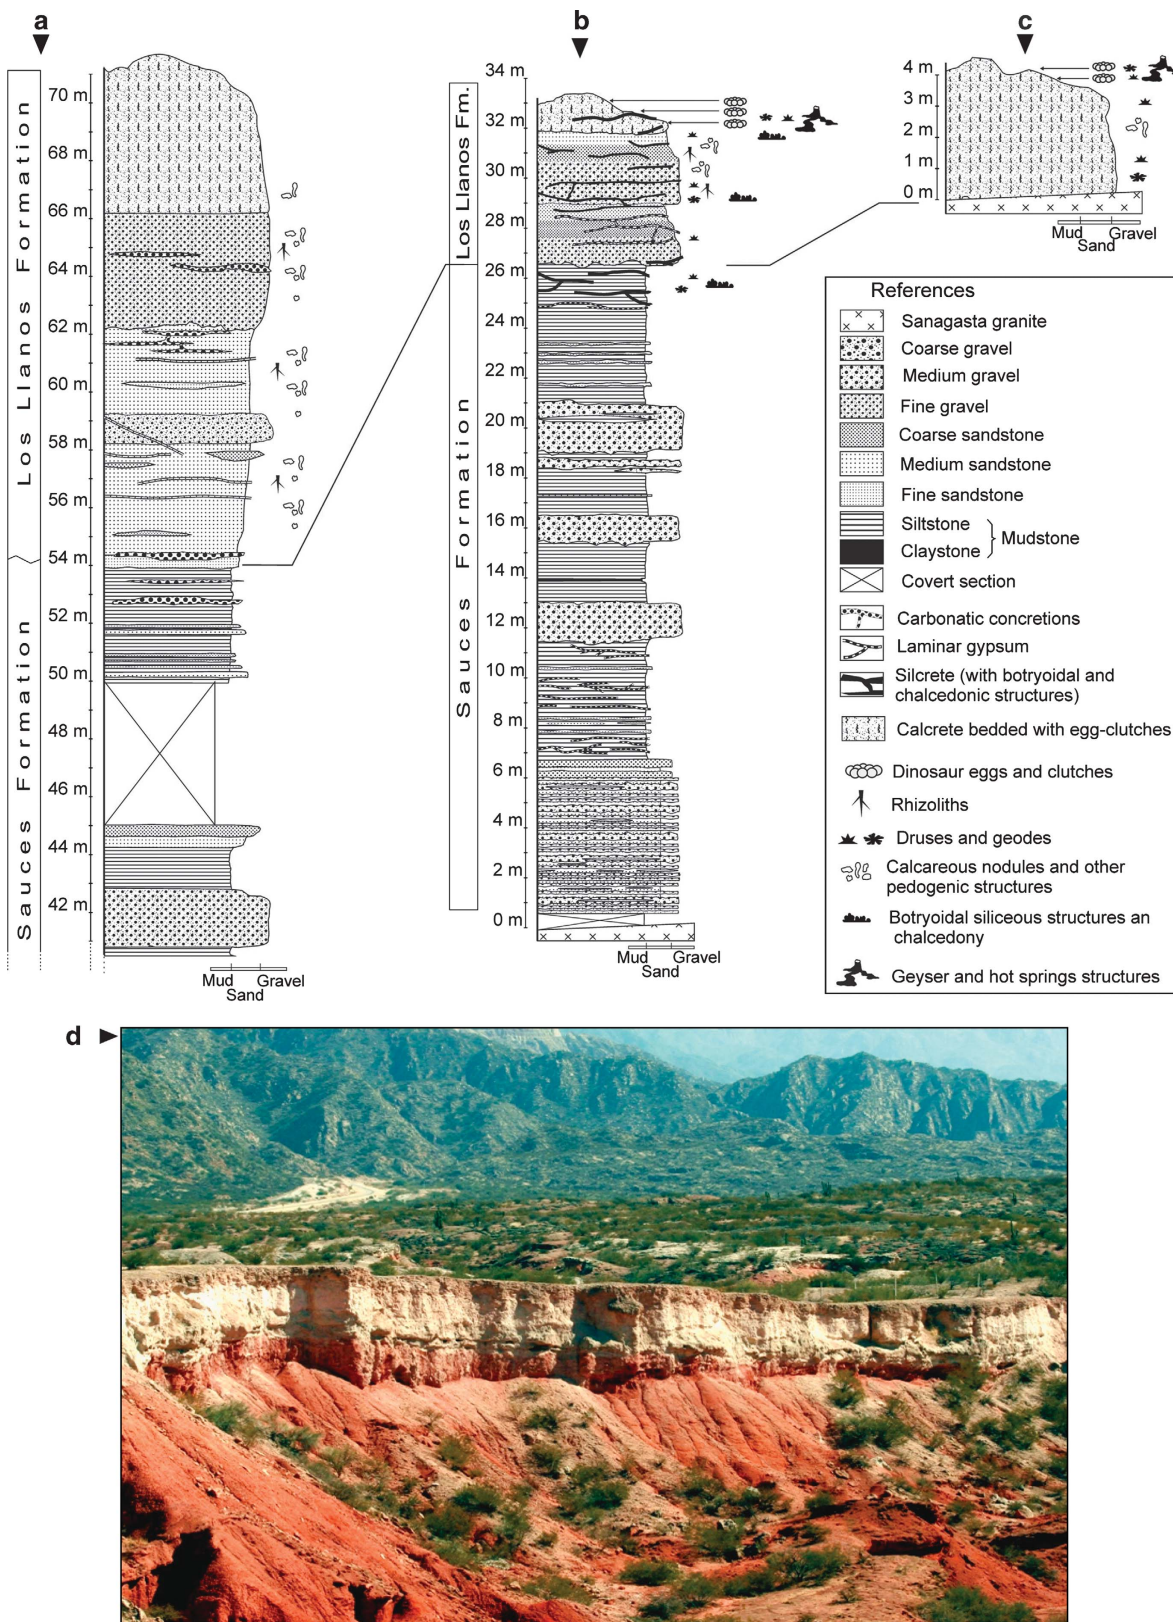 a
b
c
Los Llanos Formation
Sauces Formation
70 m
68 m
66 m
64 m
62 m
60 m
58 m
56 m
54 m
52 m
50 m
48 m
46 m
44 m
42 m
Mud
Gravel
Sand
Los Llanos Fm.
Sauces Formation
34 m
32 m
30 m
28 m
26 m
24 m
22 m
20 m
18 m
16 m
14 m
12 m
10 m
8 m
6 m
4 m
2 m
0 m
Mud
Gravel
Sand
4 m
3 m
2 m
1 m
0 m
Mud
Gravel
Sand
References
Sanagasta granite
Coarse gravel
Medium gravel
Fine gravel
Coarse sandstone
Medium sandstone
Fine sandstone
Siltstone
Claystone
Mudstone
Covert section
Carbonatic concretions
Laminar gypsum
Silcrete (with botryoidal and
chalcedonic structures)
Calcrete bedded with egg-clutches
Dinosaur eggs and clutches
Rhizoliths
Druses and geodes
Calcareous nodules and other
pedogenic structures
Botryoidal siliceous structures an
chalcedony
Geyser and hot springs structures
d